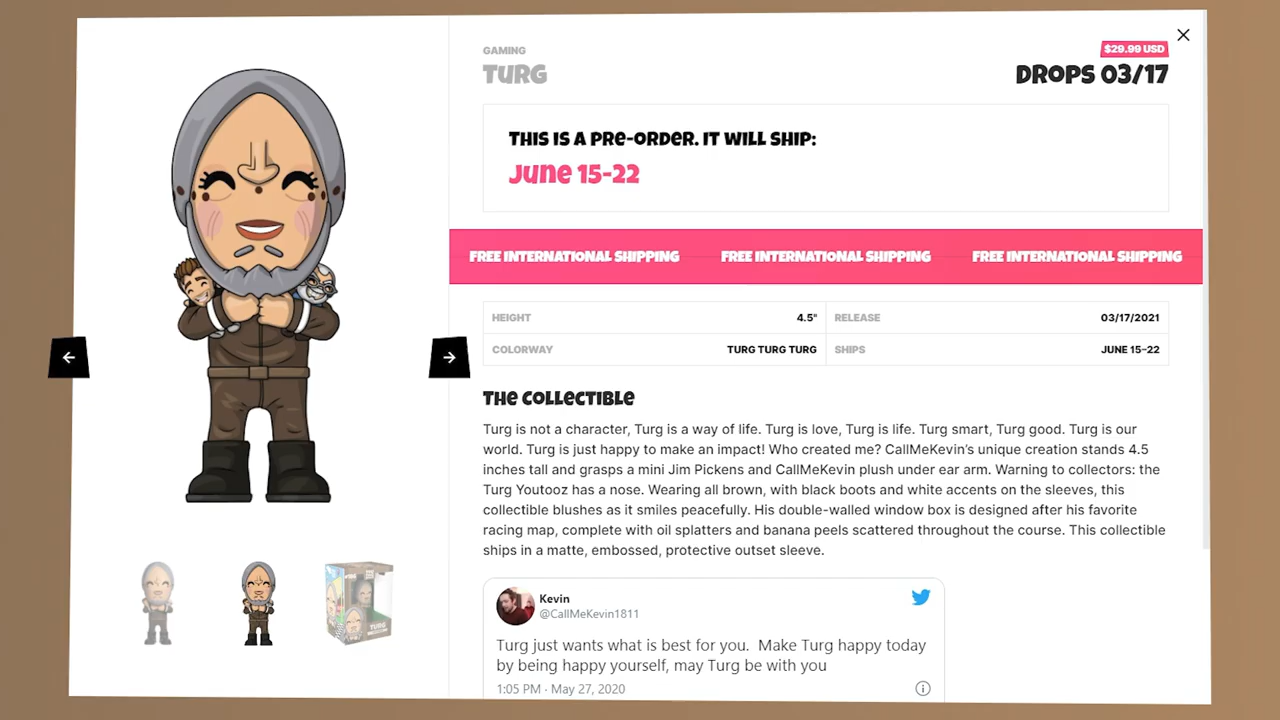 GAMING
TURG
$29.99 USD
DROPS 03/17
THIS IS A PRE-ORDER. IT WILL SHIP:
June 15-22
FREE INTERNATIONAL SHIPPING FREE INTERNATIONAL SHIPPING FREE INTERNATIONAL SHIPPING
HEIGHT 4.5" RELEASE 03/17/2021
COLORWAY TURG TURG TURG SHIPS JUNE 15-22
THE COLLECTIBLE
Turg is not a character, Turg is a way of life. Turg is love, Turg is life. Turg smart, Turg good. Turg is our
world. Turg is just happy to make an impact! Who created me? CallMeKevin's unique creation stands 4.5
inches tall and grasps a mini Jim Pickens and CallMeKevin plush under ear arm. Warning to collectors: the
Turg Youtooz has a nose. Wearing all brown, with black boots and white accents on the sleeves, this
collectible blushes as it smiles peacefully. His double-walled window box is designed after his favorite
racing map, complete with oil splatters and banana peels scattered throughout the course. This collectible
ships in a matte, embossed, protective outset sleeve.
Kevin
@CallMeKevin1811
Turg just wants what is best for you. Make Turg happy today
by being happy yourself, may Turg be with you
1:05 PM · May 27, 2020
TURG